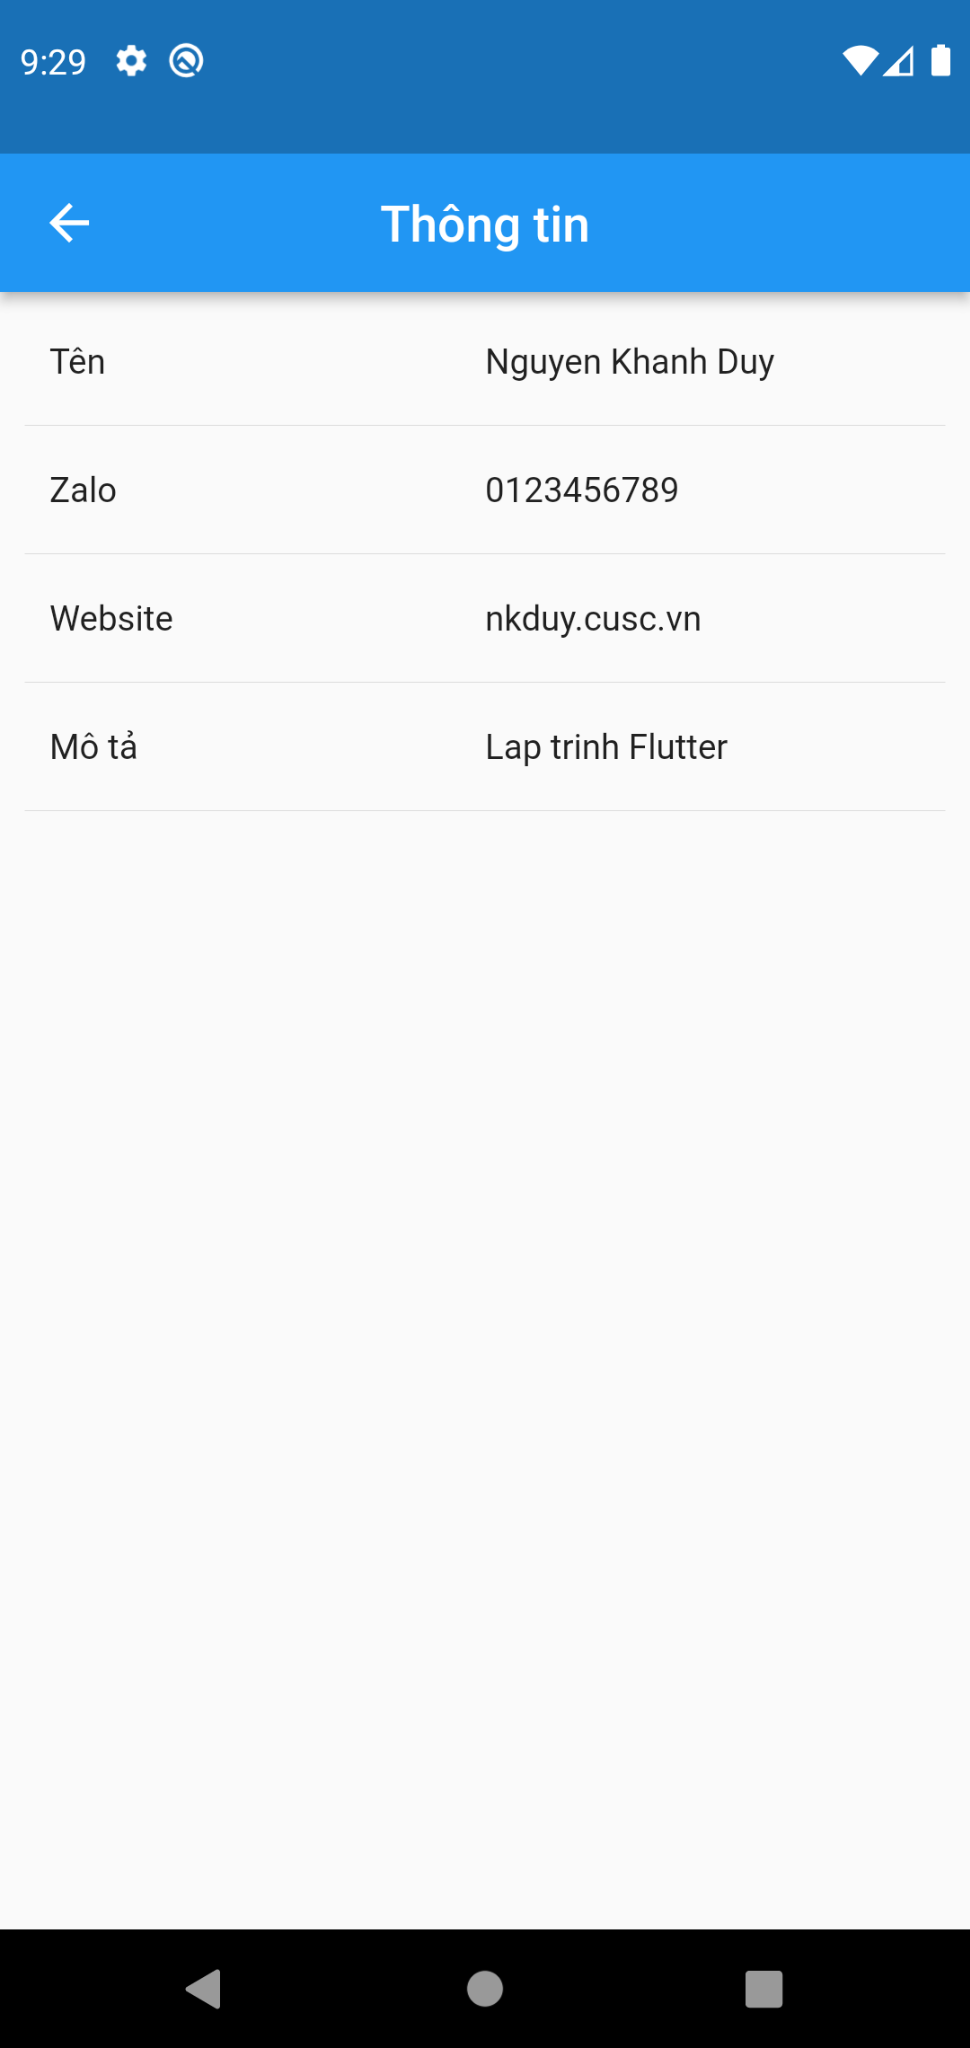 9:29
Thông tin
Tên Nguyen Khanh Duy
Zalo 0123456789
Website nkduy.cusc.vn
Mô tả Lap trinh Flutter